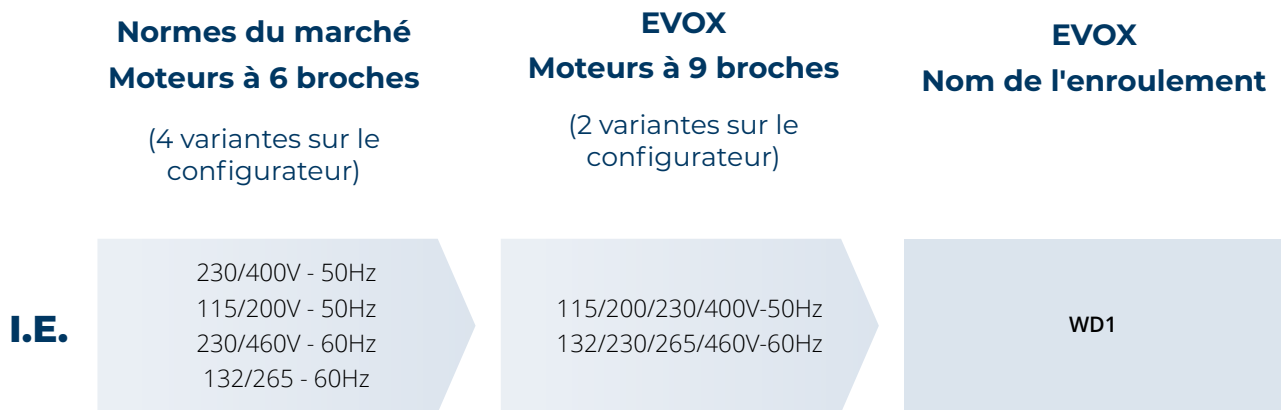 Normes du marché
Moteurs à 6 broches
(4 variantes sur le
configurateur)
EVOX
Moteurs à 9 broches
(2 variantes sur le
configurateur)
EVOX
Nom de l'enroulement
I.E.
230/400V - 50Hz
115/200V - 50Hz
230/460V - 60Hz
132/265 - 60Hz
115/200/230/400V-50Hz
132/230/265/460V-60Hz
WD1